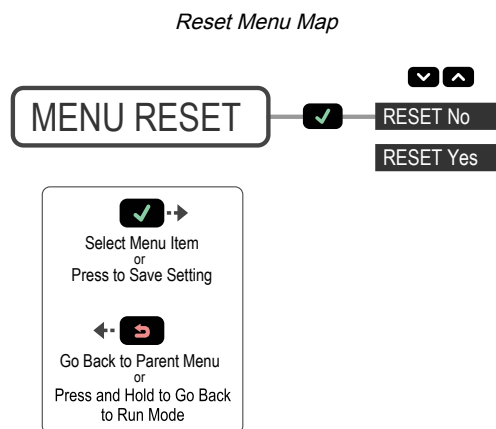 Reset Menu Map
MENU RESET
RESET No
RESET Yes
Select Menu Item
or
Press to Save Setting
Go Back to Parent Menu
or
Press and Hold to Go Back
to Run Mode